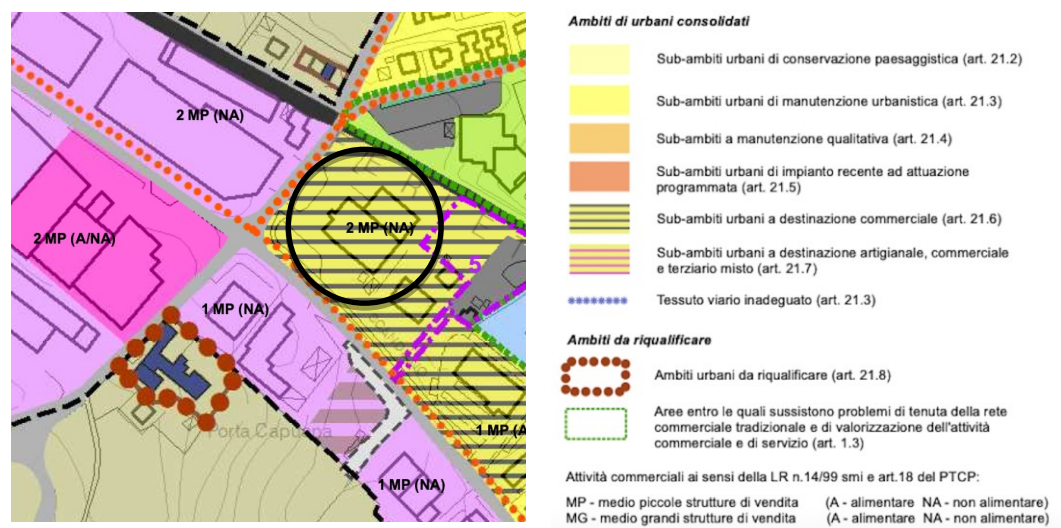 2 MP (NA)
2 MP (A/NA)
2 MP (NA)
5
1 MP (NA)
Porta Capuana
1 MP (A
1 MP (NA)
Ambiti di urbani consolidati
Sub-ambiti urbani di conservazione paesaggistica (art. 21.2)
Sub-ambiti urbani di manutenzione urbanistica (art. 21.3)
Sub-ambiti a manutenzione qualitativa (art. 21.4)
Sub-ambiti urbani di impianto recente ad attuazione
programmata (art. 21.5)
Sub-ambiti urbani a destinazione commerciale (art. 21.6)
Sub-ambiti urbani a destinazione artigianale, commerciale
e terziario misto (art. 21.7)
Tessuto viario inadeguato (art. 21.3)
Ambiti da riqualificare
Ambiti urbani da riqualificare (art. 21.8)
Aree entro le quali sussistono problemi di tenuta della rete
commerciale tradizionale e di valorizzazione dell'attività
commerciale e di servizio (art. 1.3)
Attività commerciali ai sensi della LR n.14/99 smi e art.18 del PTCP:
MP - medio piccole strutture di vendita (A - alimentare NA - non alimentare)
MG - medio grandi strutture di vendita (A - alimentare NA - non alimentare)